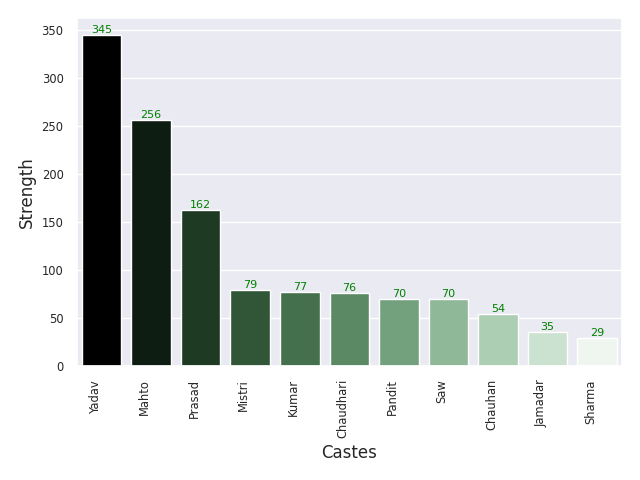 350
300
250
200
150
100
50
0
Strength
345
256
162
79
77
76
70
70
54
35
29
Yadav
Mahto
Prasad
Mistri
Kumar
Chaudhari
Pandit
Saw
Chauhan
Jamadar
Sharma
Castes